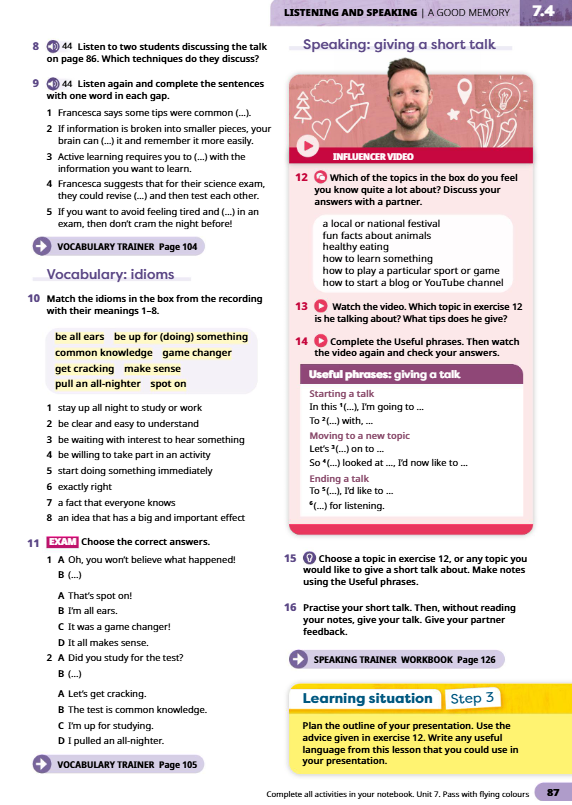 LISTENING AND SPEAKING | A GOOD MEMORY 7.4
8 44 Listen to two students discussing the talk
on page 86. Which techniques do they discuss?
9 44 Listen again and complete the sentences
with one word in each gap.
1 Francesca says some tips were common (...).
2 If information is broken into smaller pieces, your
brain can (...) it and remember it more easily.
3 Active learning requires you to (...) with the
information you want to learn.
4 Francesca suggests that for their science exam,
they could revise (...) and then test each other.
5 If you want to avoid feeling tired and (...) in an
exam, then don't cram the night before!
VOCABULARY TRAINER Page 104
Vocabulary: idioms
10 Match the idioms in the box from the recording
with their meanings 1–8.
be all ears be up for (doing) something
common knowledge game changer
get cracking make sense
pull an all-nighter spot on
1 stay up all night to study or work
2 be clear and easy to understand
3 be waiting with interest to hear something
4 be willing to take part in an activity
5 start doing something immediately
6 exactly right
7 a fact that everyone knows
8 an idea that has a big and important effect
11 EXAM Choose the correct answers.
1 A Oh, you won't believe what happened!
B (...)
A That's spot on!
B I'm all ears.
C It was a game changer!
D It all makes sense.
2 A Did you study for the test?
B (...)
A Let's get cracking.
B The test is common knowledge.
C I'm up for studying.
D I pulled an all-nighter.
VOCABULARY TRAINER Page 105
Speaking: giving a short talk
INFLUENCER VIDEO
12 Which of the topics in the box do you feel
you know quite a lot about? Discuss your
answers with a partner.
a local or national festival
fun facts about animals
healthy eating
how to learn something
how to play a particular sport or game
how to start a blog or YouTube channel
13 Watch the video. Which topic in exercise 12
is he talking about? What tips does he give?
14 Complete the Useful phrases. Then watch
the video again and check your answers.
Useful phrases: giving a talk
Starting a talk
In this ¹(...), I'm going to ...
To ²(...) with, ...
Moving to a new topic
Let's ³(...) on to ...
So ⁴(...) looked at ..., I'd now like to ...
Ending a talk
To ⁵(...), I'd like to ...
⁶(...) for listening.
15 Choose a topic in exercise 12, or any topic you
would like to give a short talk about. Make notes
using the Useful phrases.
16 Practise your short talk. Then, without reading
your notes, give your talk. Give your partner
feedback.
SPEAKING TRAINER WORKBOOK Page 126
Learning situation Step 3
Plan the outline of your presentation. Use the
advice given in exercise 12. Write any useful
language from this lesson that you could use in
your presentation.
Complete all activities in your notebook. Unit 7. Pass with flying colours 87